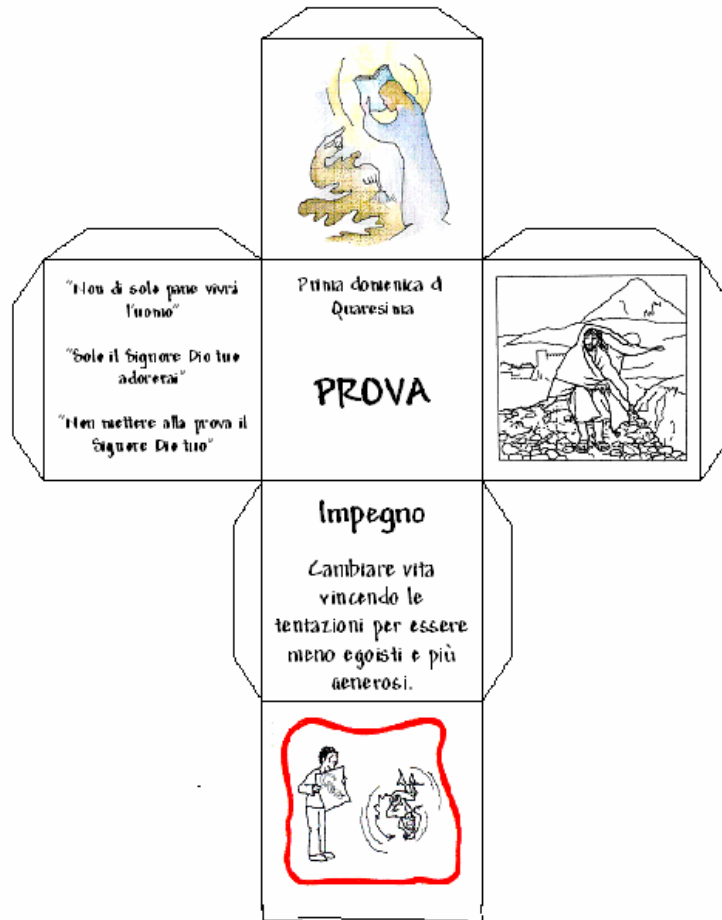 "Non di solo pane vivrà
l'uomo"
"Solo il Signore Dio tuo
adorerai"
"Non mettere alla prova il
Signore Dio tuo"
Prima domenica di
Quaresima
PROVA
Impegno
Cambiare vita
vincendo le
tentazioni per essere
meno egoisti e più
generosi.